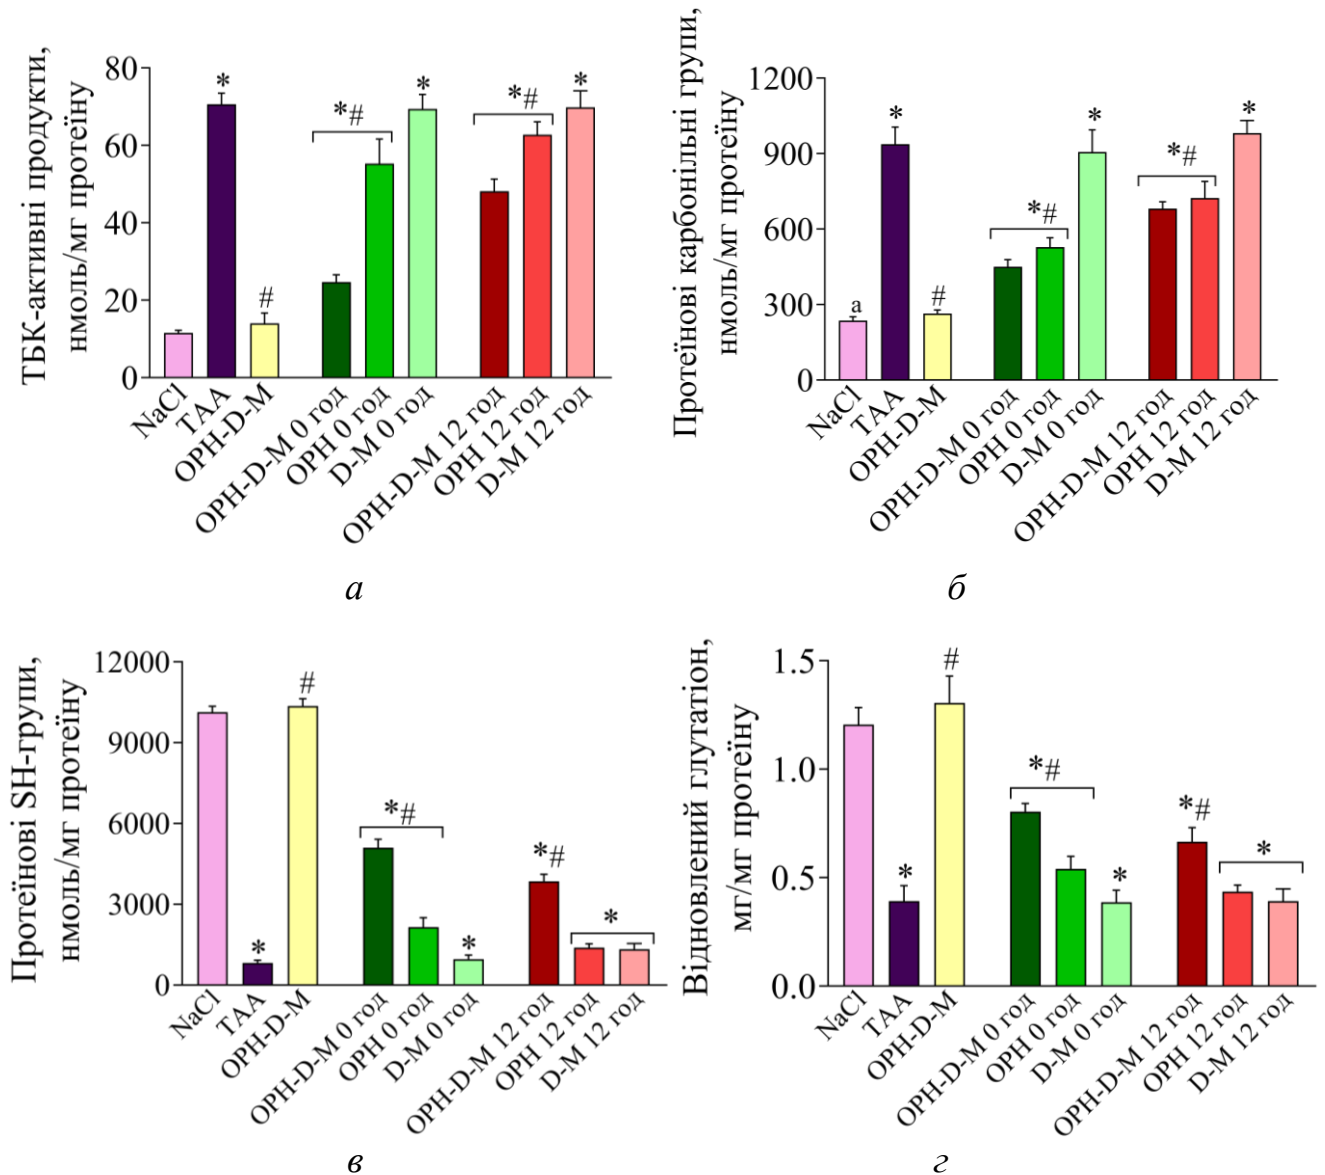 ТБК-активні продукти,
нмоль/мг протеїну
80
60
40
20
0
*
#
*#
*
*#
*
NaCl
TAA
OPH-D-M
OPH-D-M 0 год
OPH 0 год
D-M 0 год
OPH-D-M 12 год
OPH 12 год
D-M 12 год
а
Протеїнові карбонільні групи,
нмоль/мг протеїну
1200
900
600
300
0
a
*
#
*#
*
*#
*
NaCl
TAA
OPH-D-M
OPH-D-M 0 год
OPH 0 год
D-M 0 год
OPH-D-M 12 год
OPH 12 год
D-M 12 год
б
Протеїнові SH-групи,
нмоль/мг протеїну
12000
9000
6000
3000
0
*
#
*#
*
*#
*
NaCl
TAA
OPH-D-M
OPH-D-M 0 год
OPH 0 год
D-M 0 год
OPH-D-M 12 год
OPH 12 год
D-M 12 год
в
Відновлений глутатіон,
мг/мг протеїну
1.5
1.0
0.5
0.0
*
#
*#
*
*#
*
NaCl
TAA
OPH-D-M
OPH-D-M 0 год
OPH 0 год
D-M 0 год
OPH-D-M 12 год
OPH 12 год
D-M 12 год
г